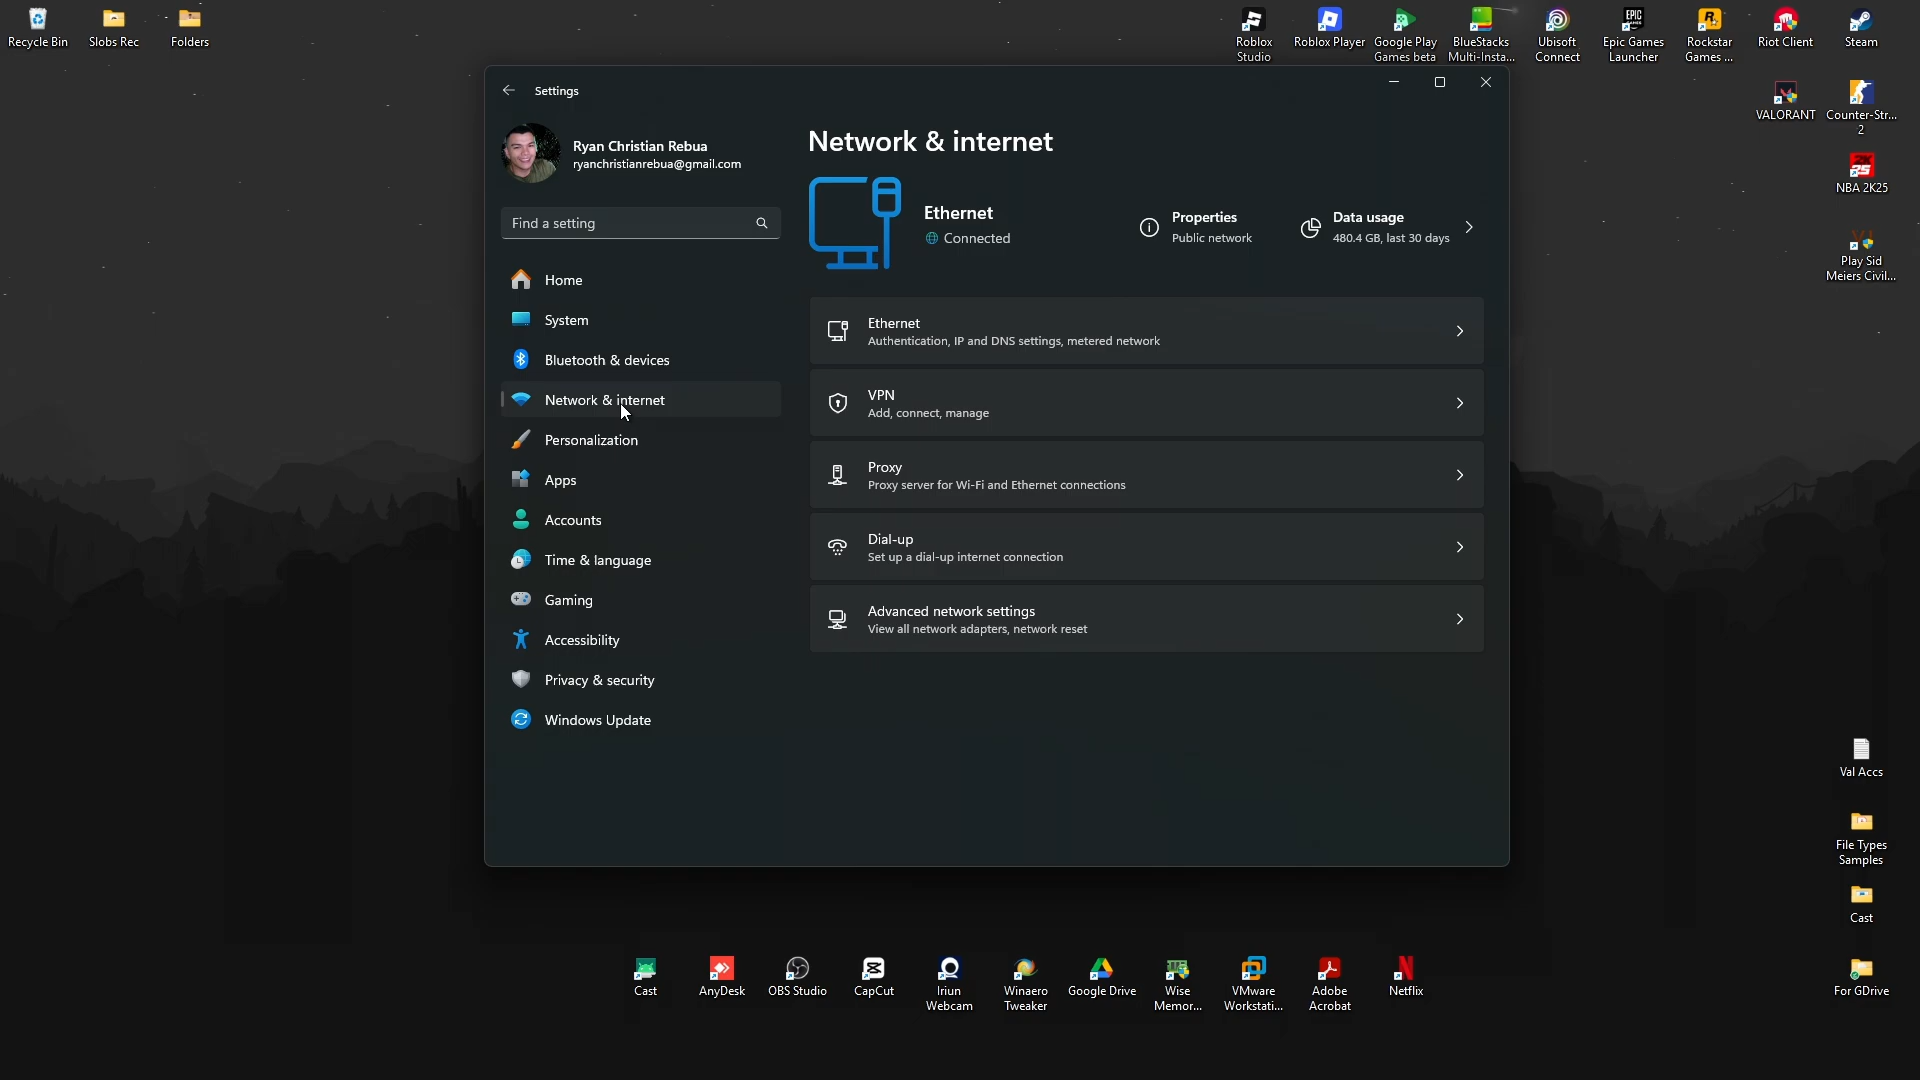 Recycle Bin
Slobs Rec
Folders
Roblox
Studio
Roblox Player
Google Play
Games beta
BlueStacks
Multi-Insta...
Ubisoft
Connect
EPIC
GAMES
Epic Games
Launcher
Rockstar
Games ...
Riot Client
Steam
VALORANT
Counter-Str...
2
NBA 2K25
Play Sid
Meiers Civil...
Settings
Ryan Christian Rebua
ryanchristianrebua@gmail.com
Find a setting
Home
System
Bluetooth & devices
Network & internet
Personalization
Apps
Accounts
Time & language
Gaming
Accessibility
Privacy & security
Windows Update
Network & internet
Ethernet
Connected
Properties
Public network
Data usage
480.4 GB, last 30 days
Ethernet
Authentication, IP and DNS settings, metered network
VPN
Add, connect, manage
Proxy
Proxy server for Wi-Fi and Ethernet connections
Dial-up
Set up a dial-up internet connection
Advanced network settings
View all network adapters, network reset
Val Accs
File Types
Samples
Cast
For GDrive
Cast
AnyDesk
OBS Studio
CapCut
Iriun
Webcam
Winaero
Tweaker
Google Drive
Wise
Memor...
VMware
Workstati...
Adobe
Acrobat
Netflix